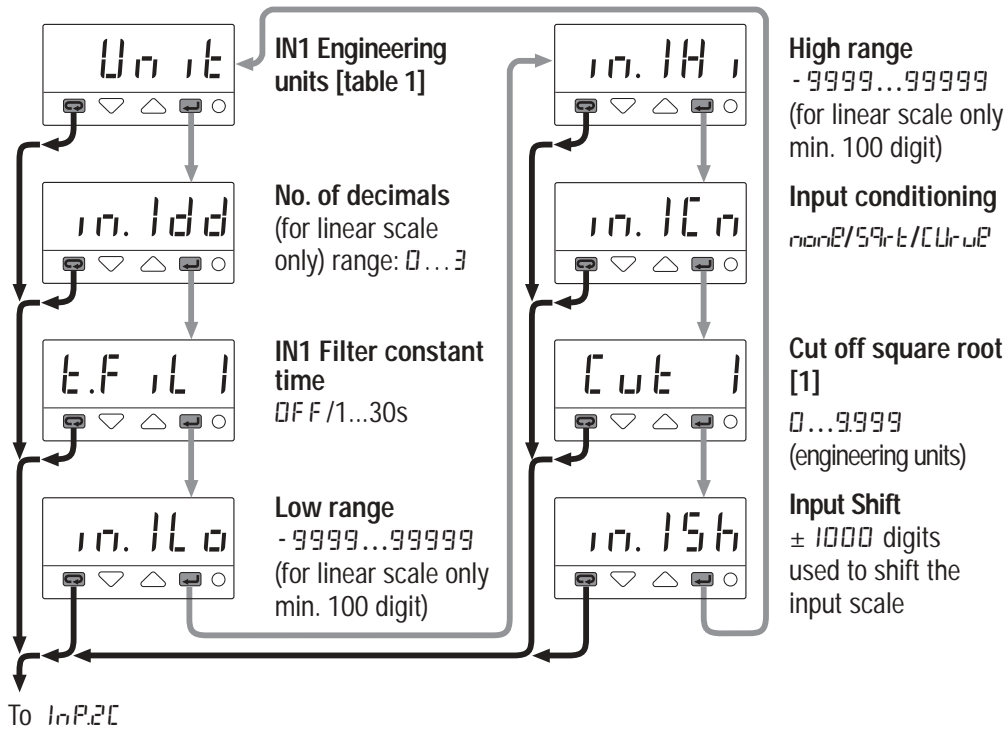 Unit
IN1 Engineering
units [table 1]
in.1dd
No. of decimals
(for linear scale
only) range: 0...3
t.FiL1
IN1 Filter constant
time
OFF/1...30s
in.1Lo
Low range
-9999...99999
(for linear scale only
min. 100 digit)
in.1Hi
High range
-9999...99999
(for linear scale only
min. 100 digit)
in.1Cn
Input conditioning
nonE/S9rt/CUruE
Cut 1
Cut off square root
[1]
0...9.999
(engineering units)
in.1Sh
Input Shift
± 1000 digits
used to shift the
input scale
To InP.2C